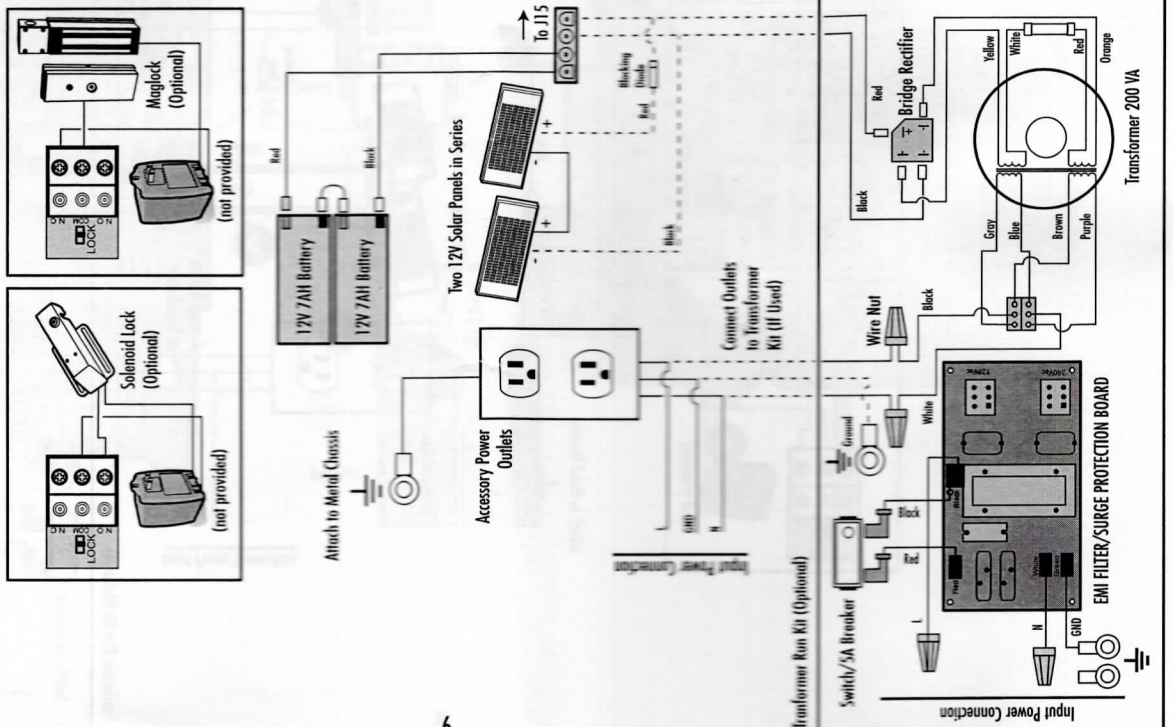 Maglock
(Optional)
N C
COM
N O
LOCK
(not provided)
Solenoid Lock
(Optional)
N C
COM
N O
LOCK
(not provided)
To J15
Red
Black
12V 7AH Battery
12V 7AH Battery
Two 12V Solar Panels in Series
+
-
+
-
Blocking
Diode
Red
Black
Attach to Metal Chassis
Accessory Power
Outlets
Connect Outlets
to Transformer
Kit (If Used)
L
GND
N
Input Power Connection
6
Tranformer Run Kit (Optional)
Red
Black
Bridge Rectifier
Yellow
White
Red
Orange
Transformer 200 VA
Gray
Blue
Brown
Purple
Wire Nut
Black
White
Ground
Switch/5A Breaker
Black
Red
120Vac
240Vac
Black
Red
White
Green
EMI FILTER/SURGE PROTECTION BOARD
L
N
GND
Input Power Connection